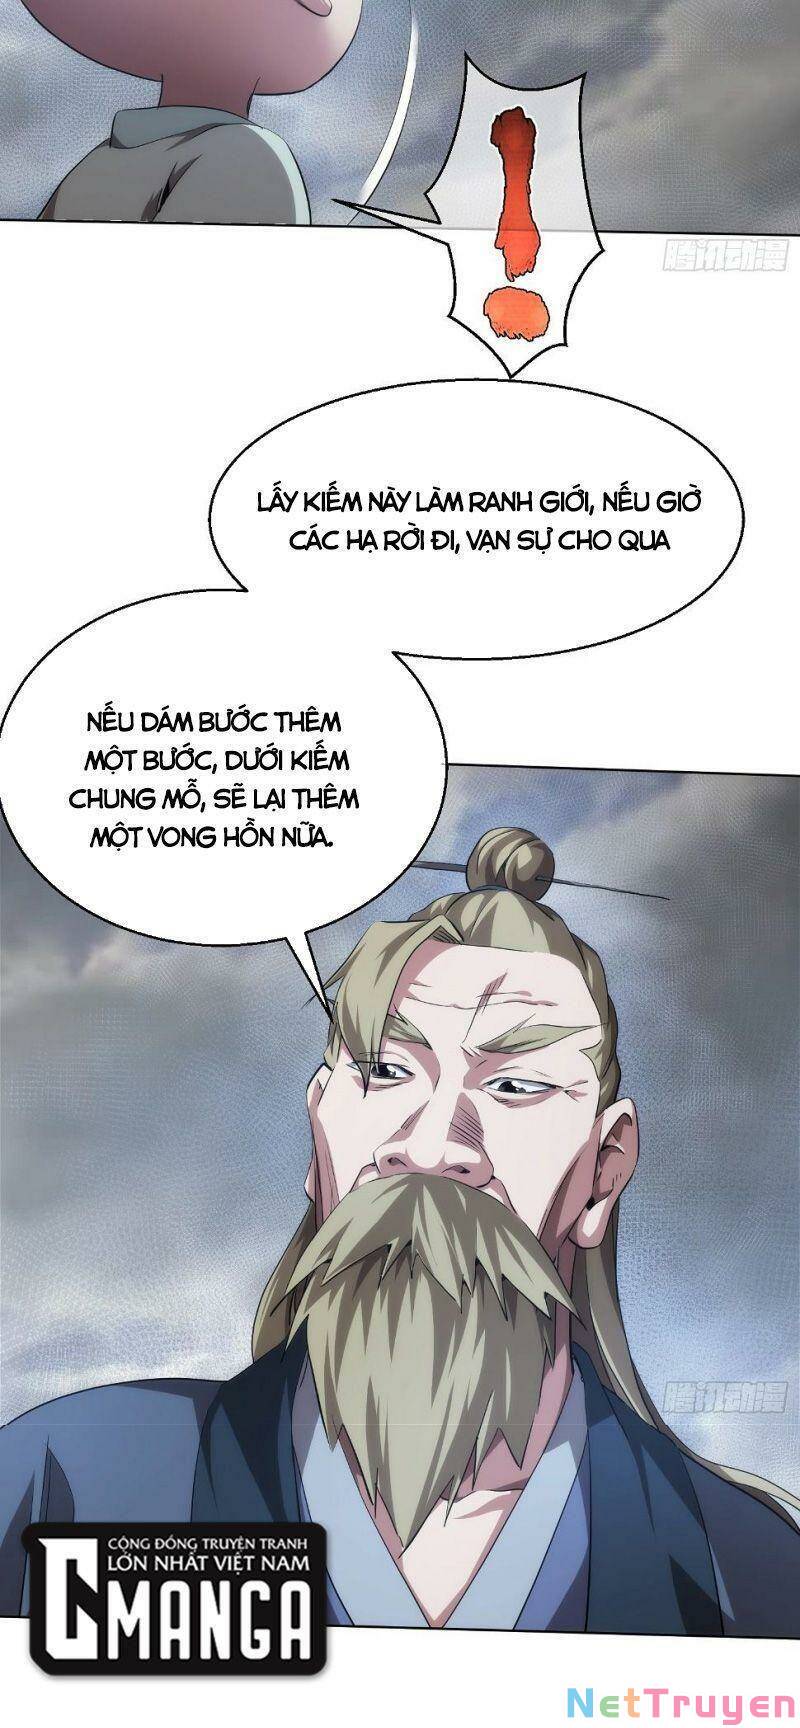 !
腾讯动漫
LẤY KIẾM NÀY LÀM RANH GIỚI, NẾU GIỜ
CÁC HẠ RỜI ĐI, VẠN SỰ CHO QUA
NẾU DÁM BƯỚC THÊM
MỘT BƯỚC, DƯỚI KIẾM
CHUNG MỖ, SẼ LẠI THÊM
MỘT VONG HỒN NỮA.
腾讯动漫
CỘNG ĐỒNG TRUYỆN TRANH
LỚN NHẤT VIỆT NAM
CMANGA
NetTruyen